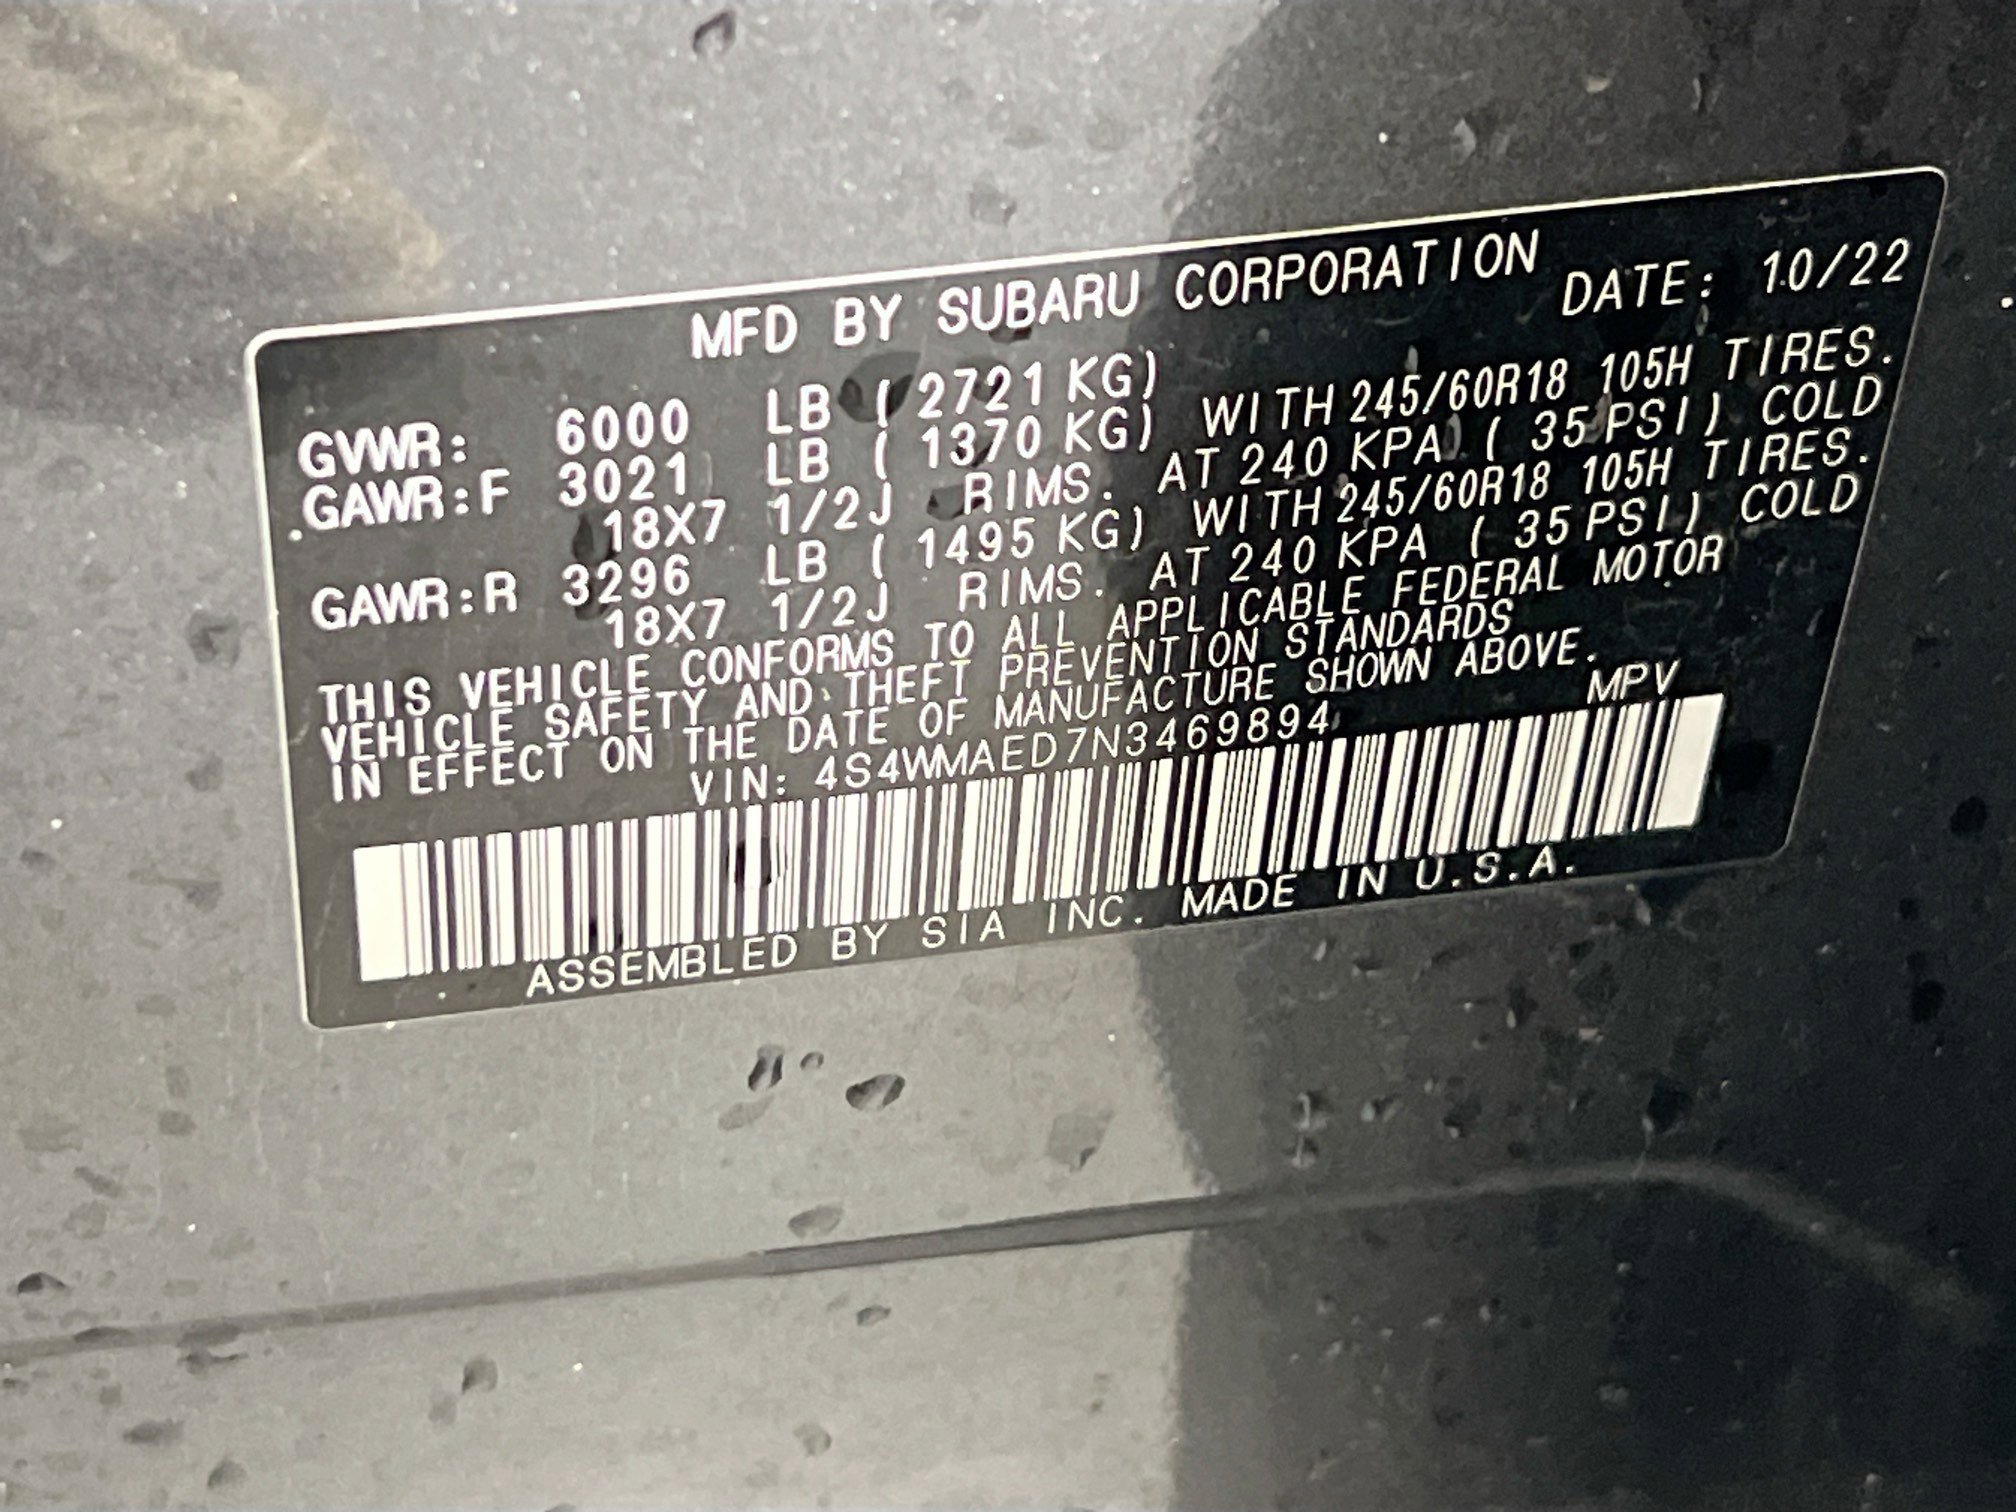 MFD BY SUBARU CORPORATION
DATE: 10/22
GVWR: 6000 LB ( 2721 KG)
GAWR:F 3021 LB ( 1370 KG) WITH 245/60R18 105H TIRES.
18X7 1/2J RIMS. AT 240 KPA ( 35 PSI) COLD
GAWR:R 3296 LB ( 1495 KG) WITH 245/60R18 105H TIRES.
18X7 1/2J RIMS. AT 240 KPA ( 35 PSI) COLD
THIS VEHICLE CONFORMS TO ALL APPLICABLE FEDERAL MOTOR
VEHICLE SAFETY AND THEFT PREVENTION STANDARDS
IN EFFECT ON THE DATE OF MANUFACTURE SHOWN ABOVE.
VIN: 4S4WMAED7N3469894 MPV
ASSEMBLED BY SIA INC. MADE IN U.S.A.